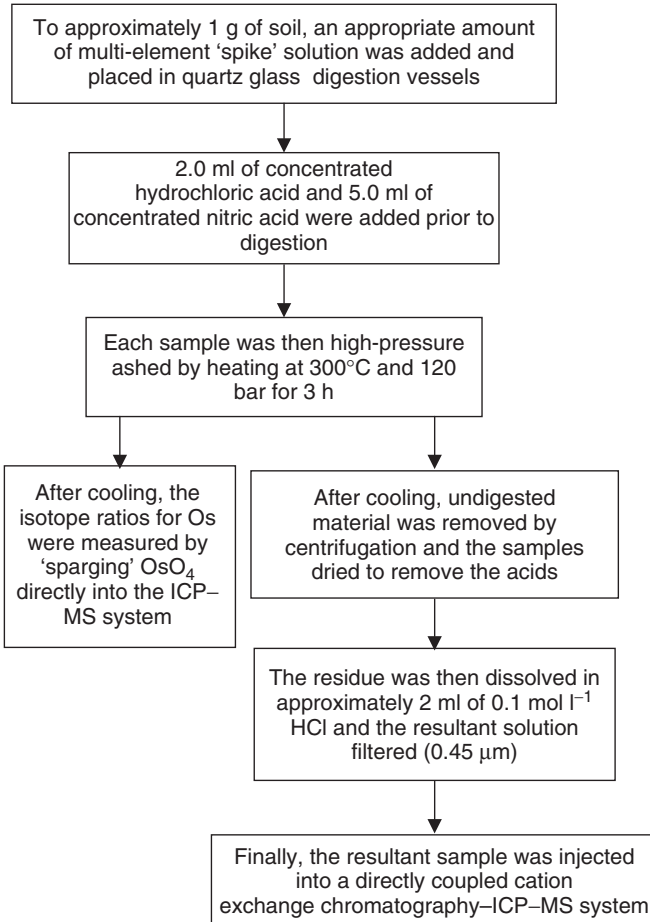 To approximately 1 g of soil, an appropriate amount
of multi-element ‘spike’ solution was added and
placed in quartz glass digestion vessels
2.0 ml of concentrated
hydrochloric acid and 5.0 ml of
concentrated nitric acid were added prior to
digestion
Each sample was then high-pressure
ashed by heating at 300°C and 120
bar for 3 h
After cooling, the
isotope ratios for Os
were measured by
‘sparging’ OsO₄
directly into the ICP–
MS system
After cooling, undigested
material was removed by
centrifugation and the samples
dried to remove the acids
The residue was then dissolved in
approximately 2 ml of 0.1 mol l⁻¹
HCl and the resultant solution
filtered (0.45 μm)
Finally, the resultant sample was injected
into a directly coupled cation
exchange chromatography–ICP–MS system